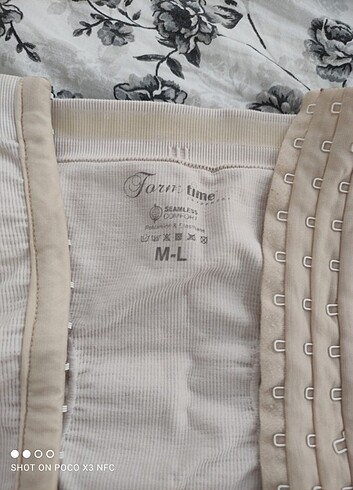 Form time
SEAMLESS
COMFORT
M-L
SHOT ON POCO X3 NFC